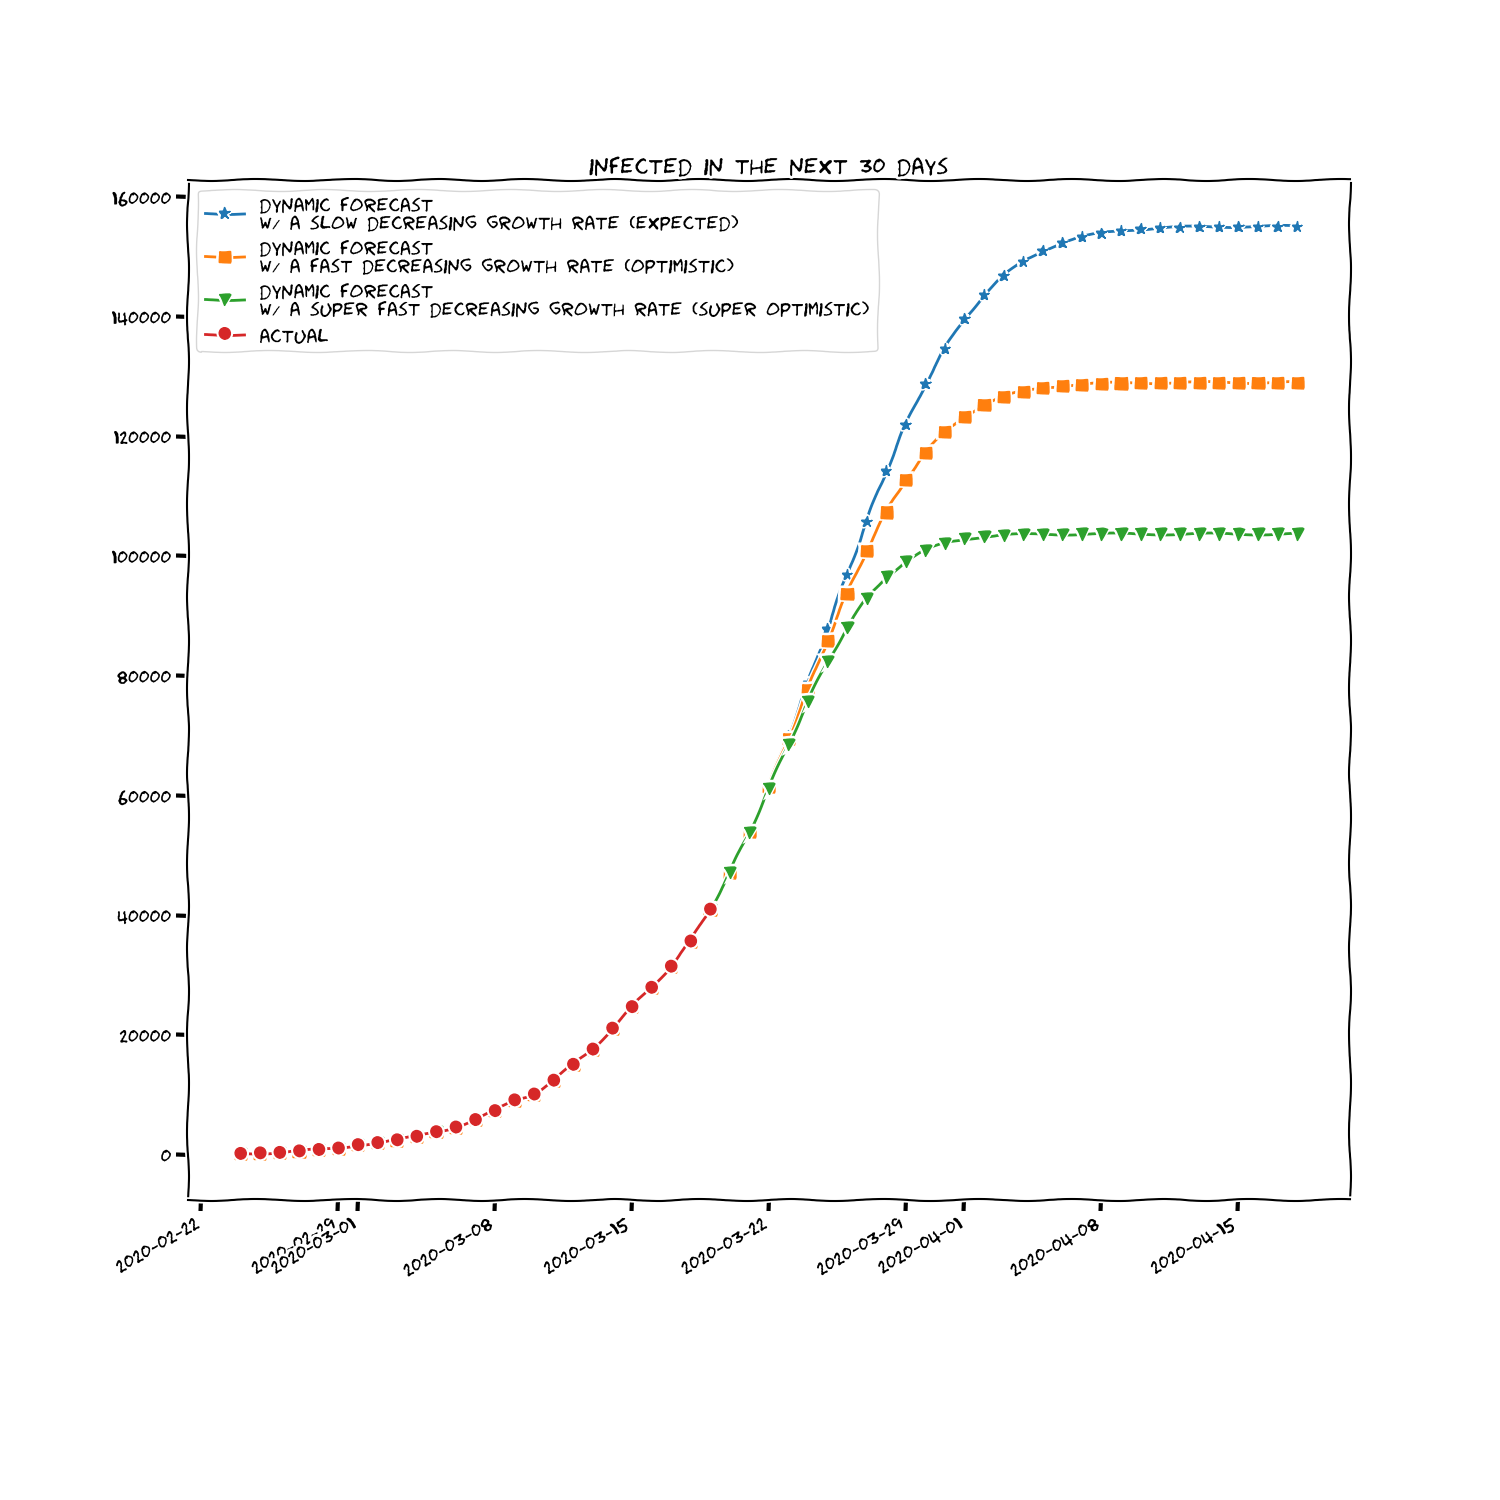 INFECTED IN THE NEXT 30 DAYS
DYNAMIC FORECAST
W/ A SLOW DECREASING GROWTH RATE (EXPECTED)
DYNAMIC FORECAST
W/ A FAST DECREASING GROWTH RATE (OPTIMISTIC)
DYNAMIC FORECAST
W/ A SUPER FAST DECREASING GROWTH RATE (SUPER OPTIMISTIC)
ACTUAL
160000
140000
120000
100000
80000
60000
40000
20000
0
2020-02-22
2020-02-29
2020-03-01
2020-03-08
2020-03-15
2020-03-22
2020-03-29
2020-04-01
2020-04-08
2020-04-15